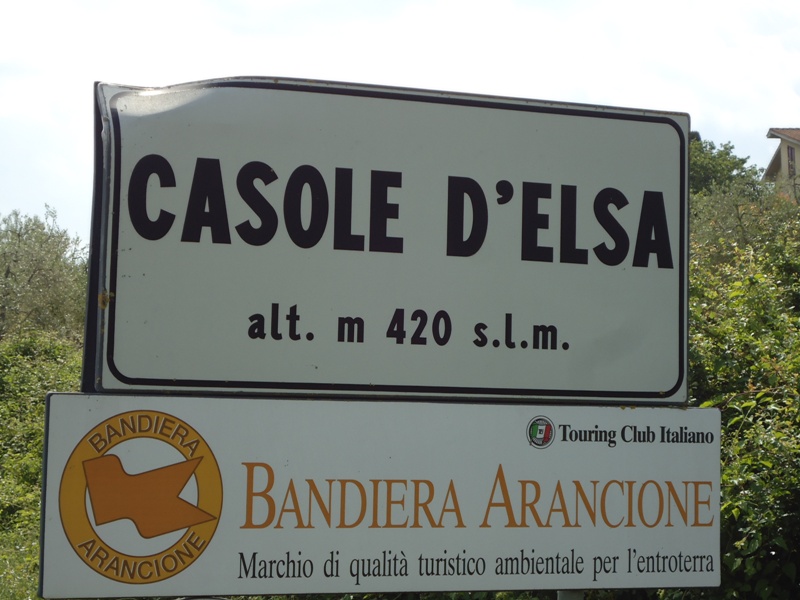 CASOLE D'ELSA
alt. m 420 s.l.m.
BANDIERA
ARANCIONE
Touring Club Italiano
BANDIERA ARANCIONE
Marchio di qualità turistico ambientale per l'entroterra